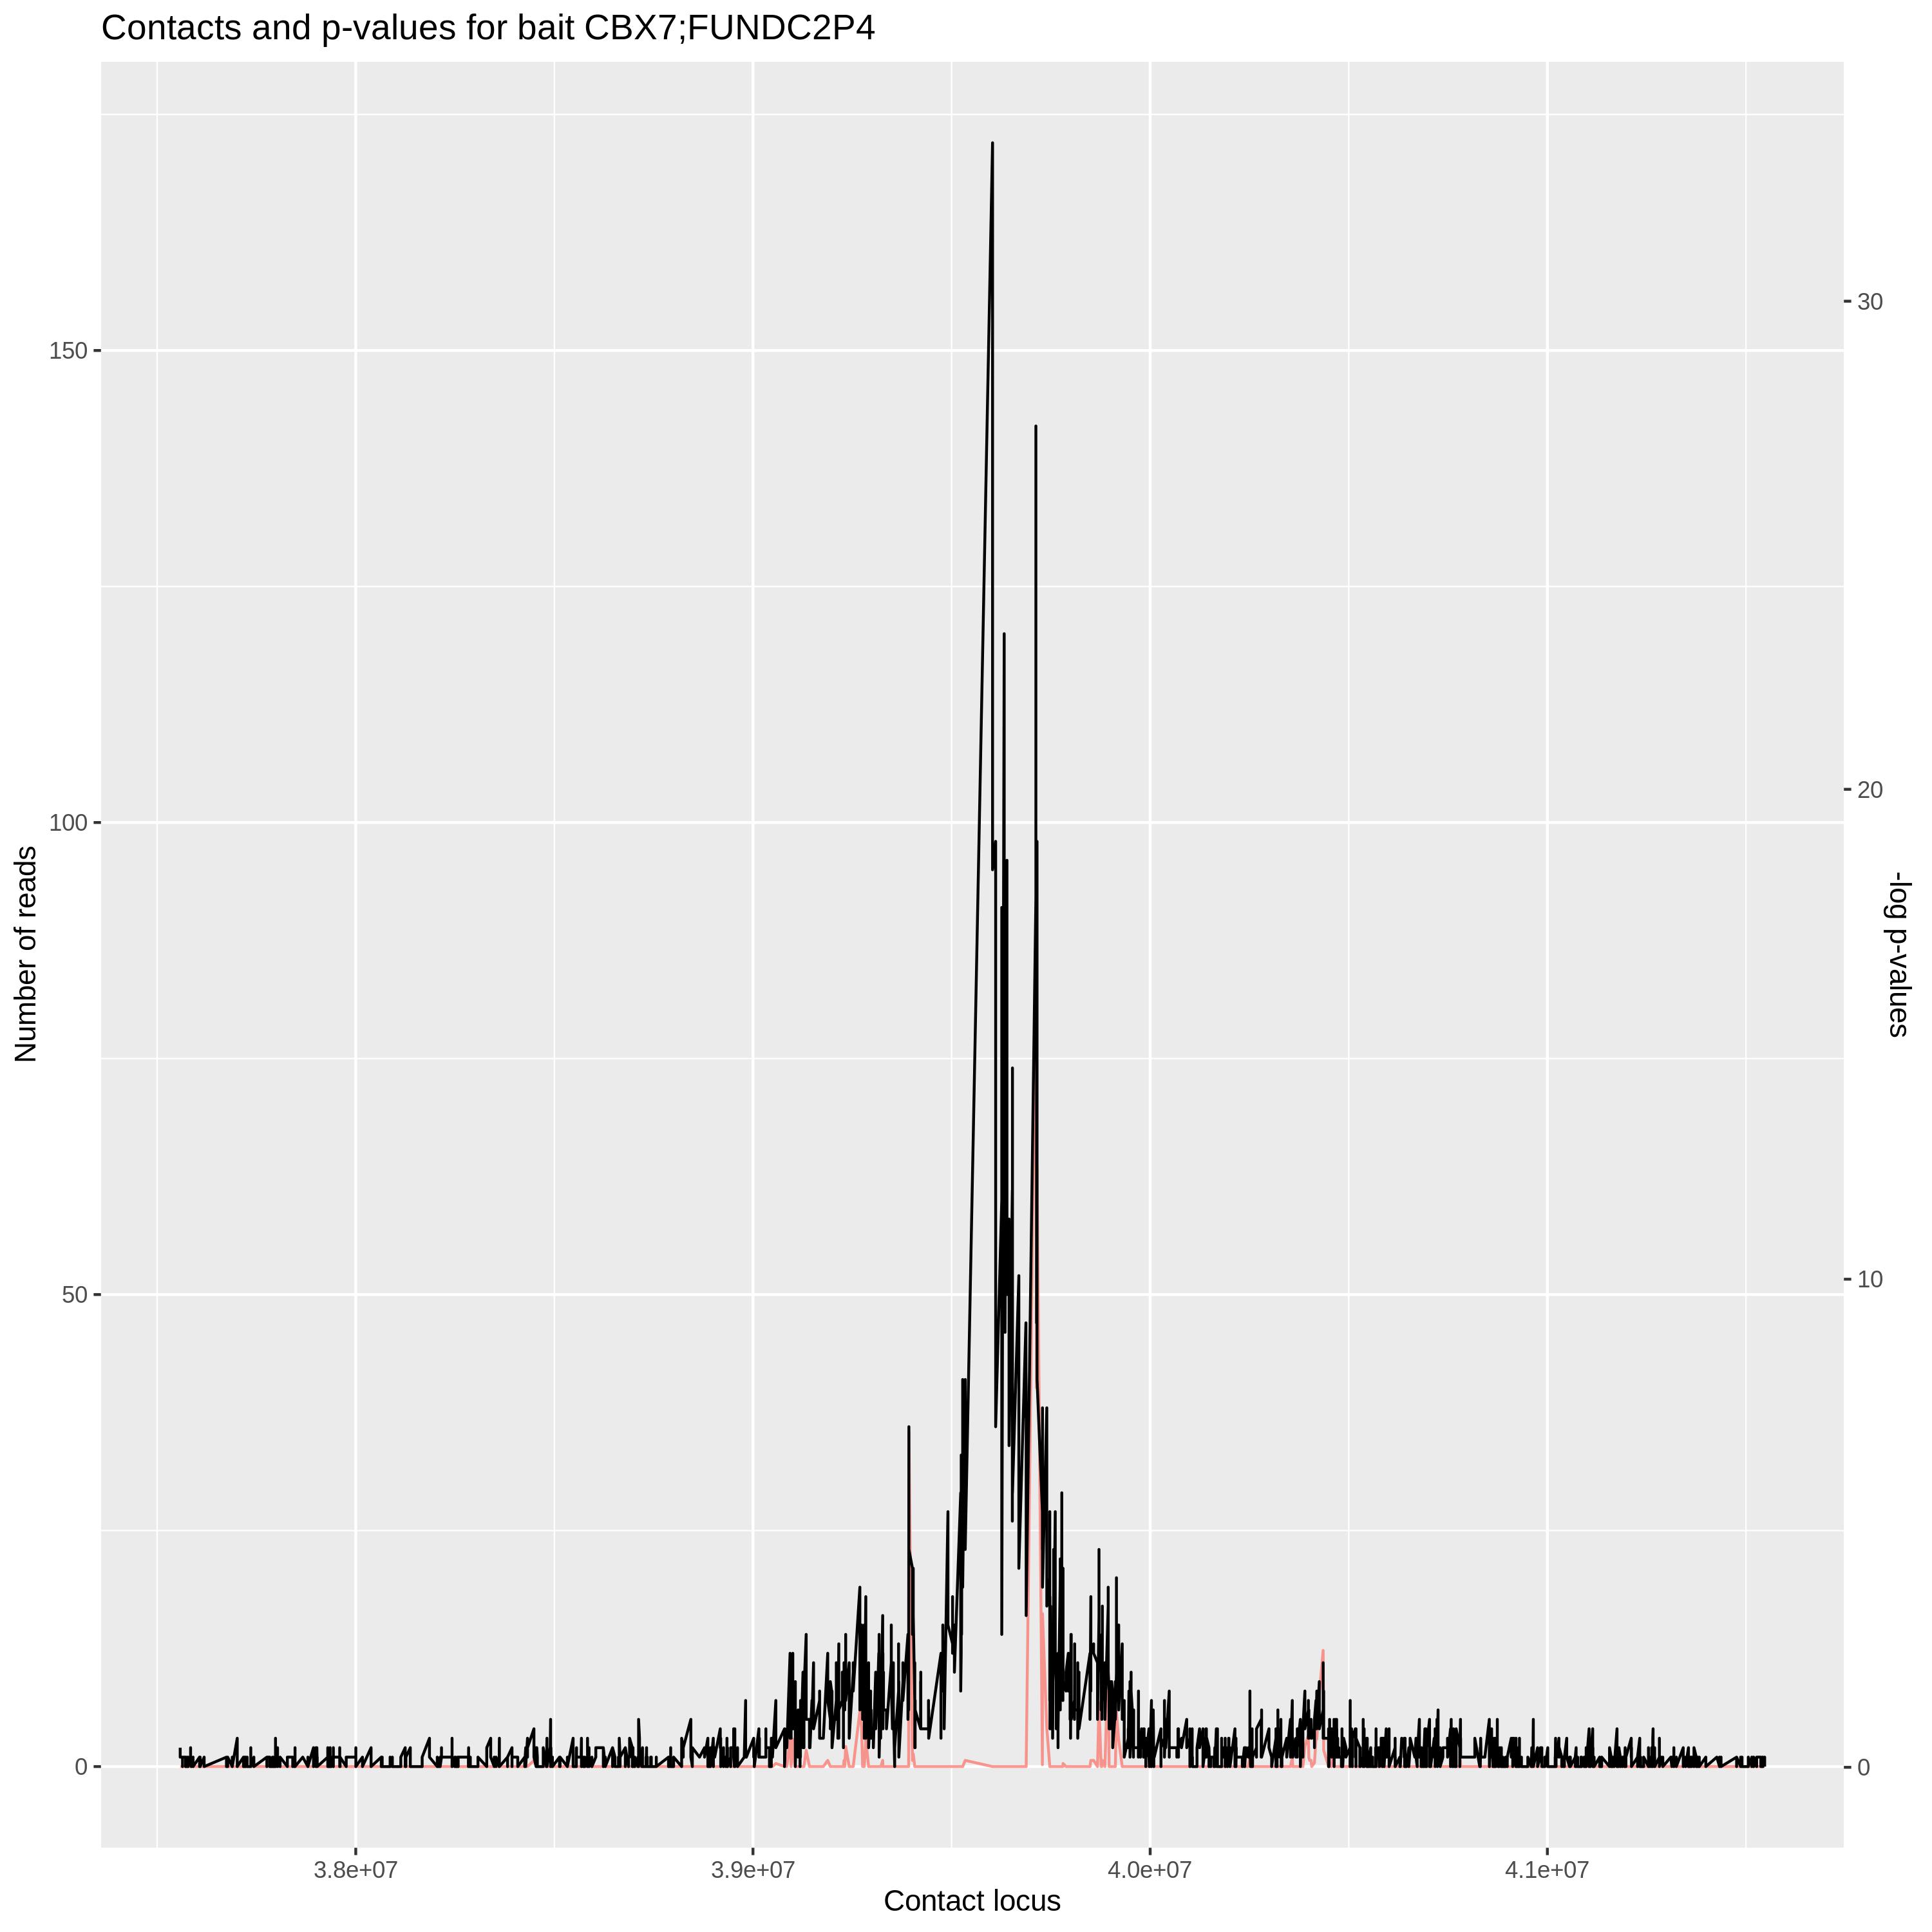 Contacts and p-values for bait CBX7;FUNDC2P4
150
100
50
0
Number of reads
30
20
10
0
-log p-values
3.8e+07
3.9e+07
4.0e+07
4.1e+07
Contact locus